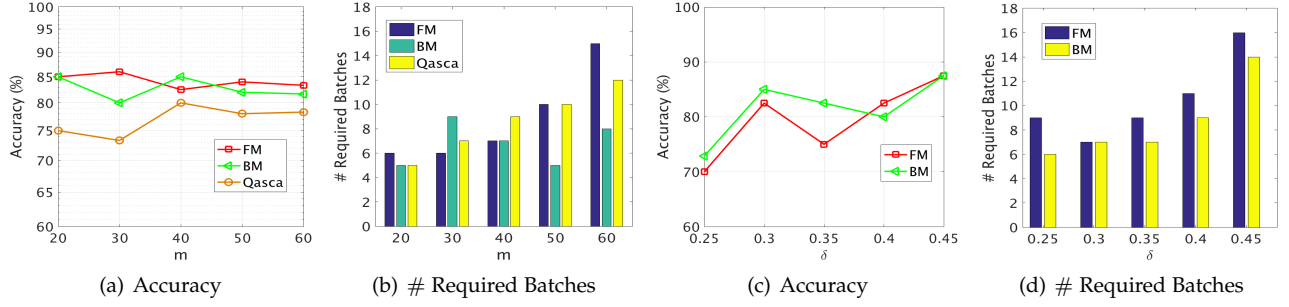 100
95
90
85
80
75
70
65
60
Accuracy (%)
FM
BM
Qasca
20 30 40 50 60
m
(a) Accuracy
18
16
14
12
10
8
6
4
2
0
# Required Batches
FM
BM
Qasca
20 30 40 50 60
m
(b) # Required Batches
100
90
80
70
60
Accuracy (%)
FM
BM
0.25 0.3 0.35 0.4 0.45
δ
(c) Accuracy
18
16
14
12
10
8
6
4
2
0
# Required Batches
FM
BM
0.25 0.3 0.35 0.4 0.45
δ
(d) # Required Batches